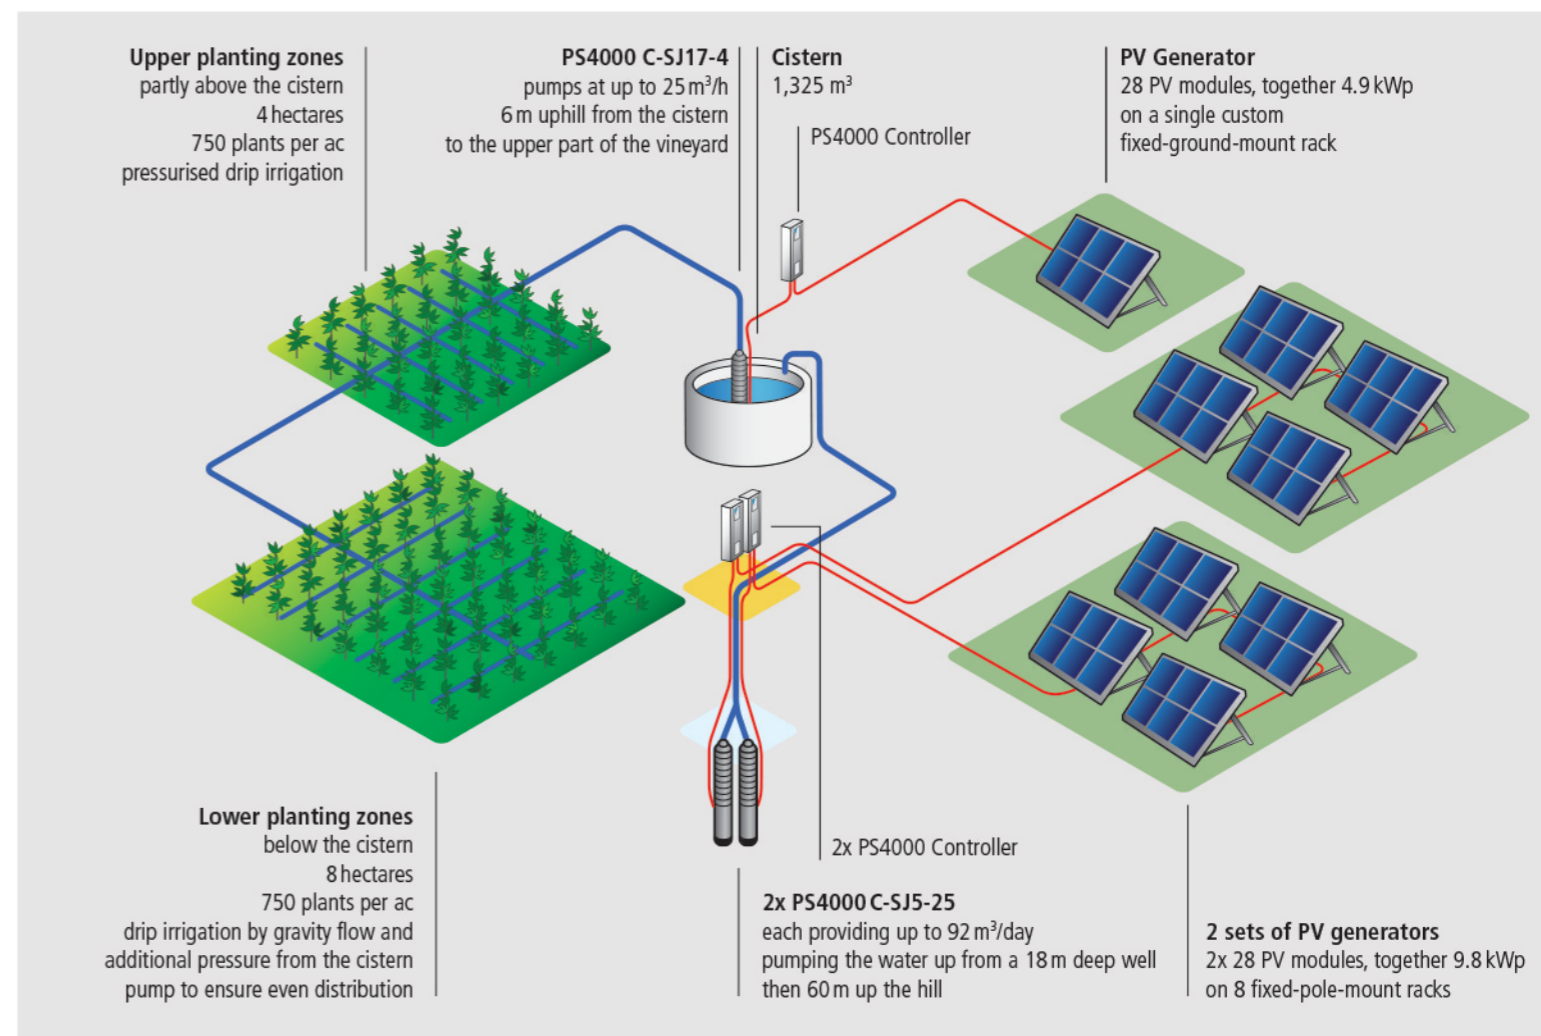 Upper planting zones
partly above the cistern
4 hectares
750 plants per ac
pressurised drip irrigation
PS4000 C-SJ17-4
pumps at up to 25 m³/h
6 m uphill from the cistern
to the upper part of the vineyard
Cistern
1,325 m³
PS4000 Controller
PV Generator
28 PV modules, together 4.9 kWp
on a single custom
fixed-ground-mount rack
Lower planting zones
below the cistern
8 hectares
750 plants per ac
drip irrigation by gravity flow and
additional pressure from the cistern
pump to ensure even distribution
2x PS4000 Controller
2x PS4000 C-SJ5-25
each providing up to 92 m³/day
pumping the water up from a 18 m deep well
then 60 m up the hill
2 sets of PV generators
2x 28 PV modules, together 9.8 kWp
on 8 fixed-pole-mount racks